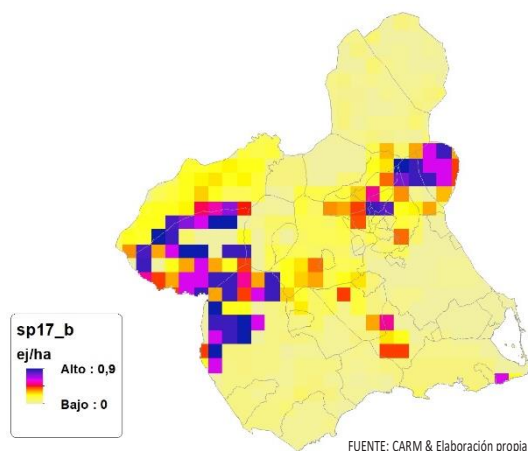 sp17_b
ej/ha
Alto : 0,9
Bajo : 0
FUENTE: CARM & Elaboración propia